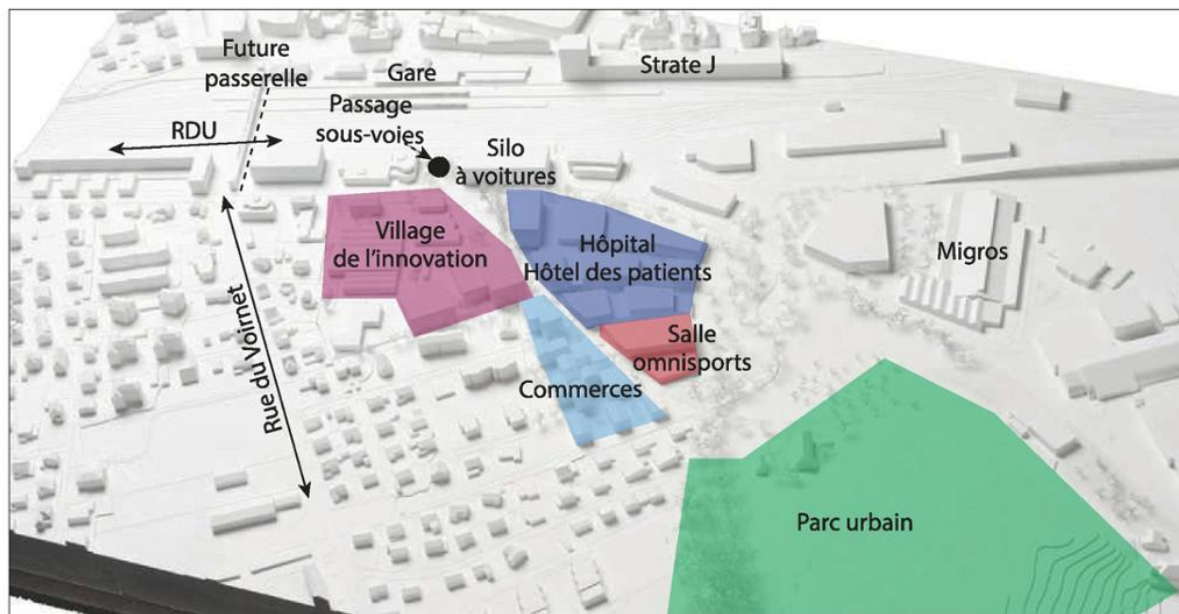 Future
passerelle
Gare
Strate J
Passage
sous-voies
RDU
Silo
à voitures
Village
de l'innovation
Hôpital
Hôtel des patients
Migros
Salle
omnisports
Commerces
Rue du Voirnet
Parc urbain